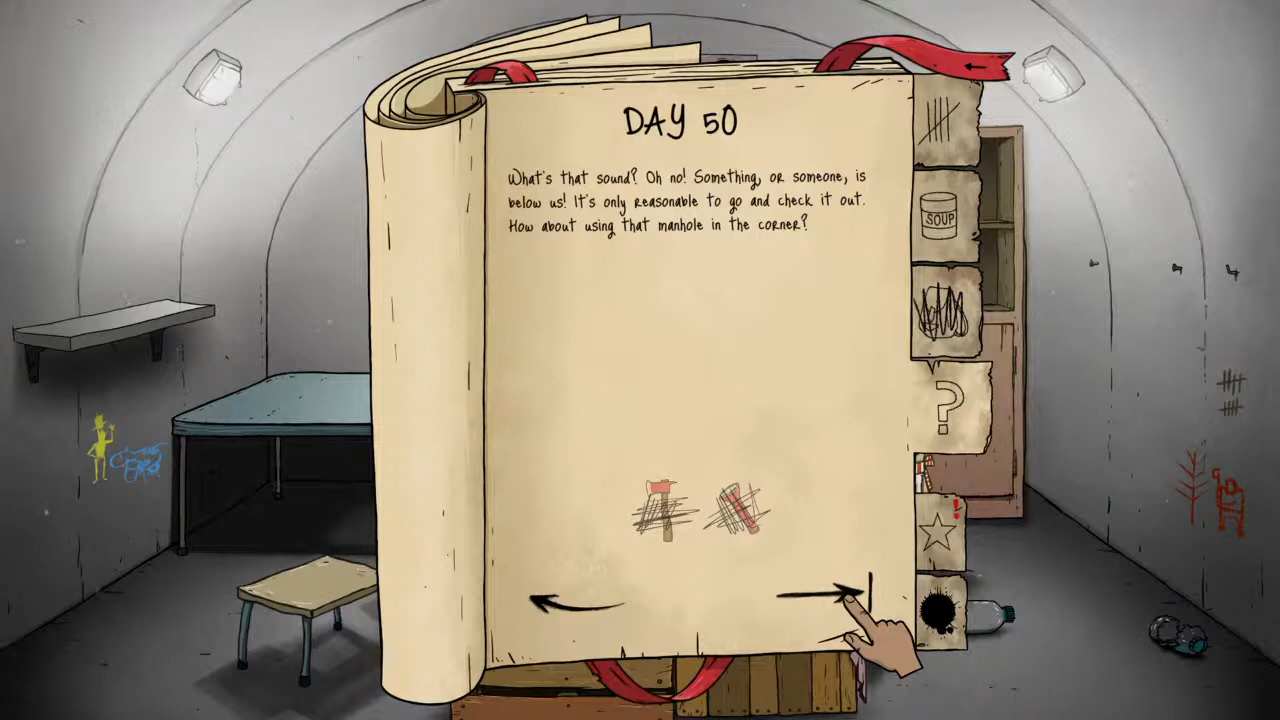 DAY 50
What's that sound? Oh no! Something, or someone, is
below us! It's only reasonable to go and check it out.
How about using that manhole in the corner?
SOUP